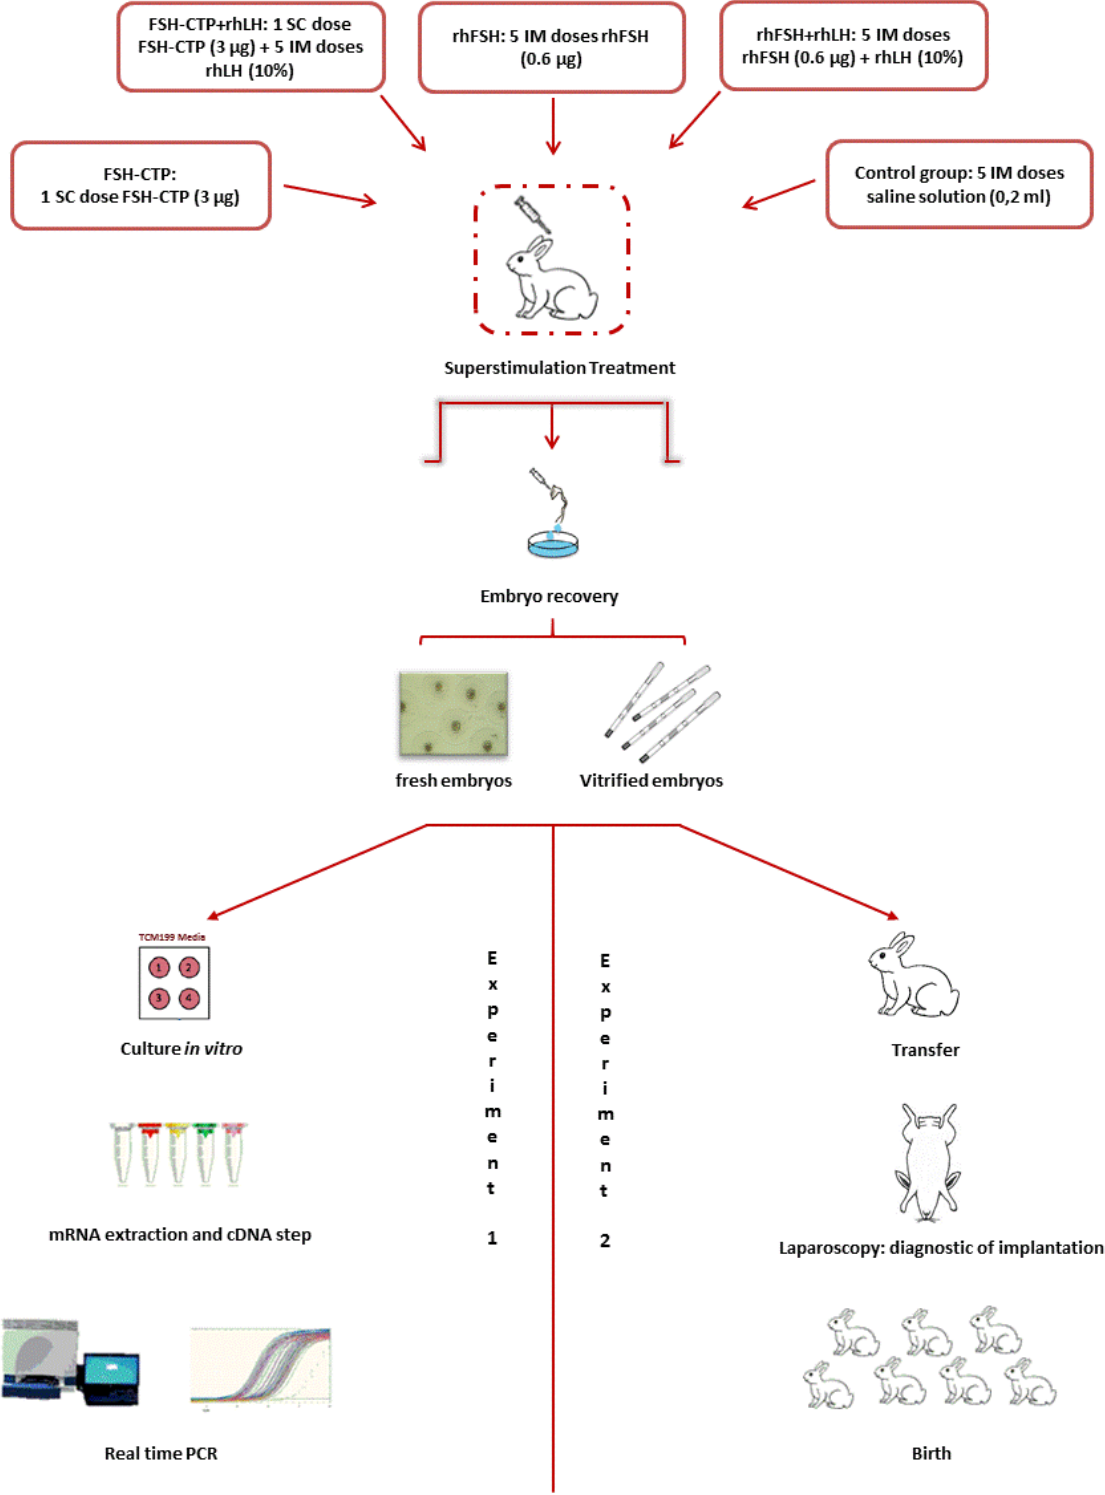 FSH-CTP+rhLH: 1 SC dose
FSH-CTP (3 µg) + 5 IM doses
rhLH (10%)
rhFSH: 5 IM doses rhFSH
(0.6 µg)
rhFSH+rhLH: 5 IM doses
rhFSH (0.6 µg) + rhLH (10%)
FSH-CTP:
1 SC dose FSH-CTP (3 µg)
Control group: 5 IM doses
saline solution (0,2 ml)
Superstimulation Treatment
Embryo recovery
fresh embryos
Vitrified embryos
TCM199 Media
1 2
3 4
Culture in vitro
mRNA extraction and cDNA step
Real time PCR
Experiment 1
Experiment 2
Transfer
Laparoscopy: diagnostic of implantation
Birth